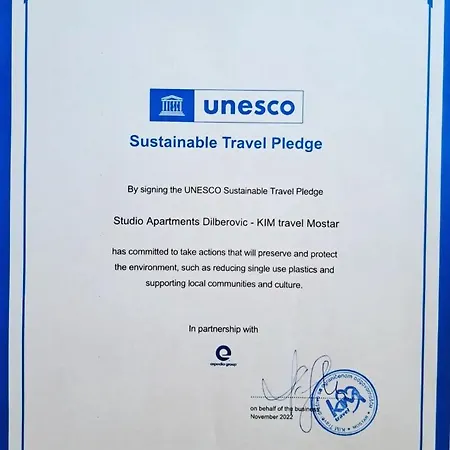 unesco
Sustainable Travel Pledge
By signing the UNESCO Sustainable Travel Pledge
Studio Apartments Dilberovic - KIM travel Mostar
has committed to take actions that will preserve and protect
the environment, such as reducing single use plastics and
supporting local communities and culture.
In partnership with
expedia group
on behalf of the business
November 2022
travel